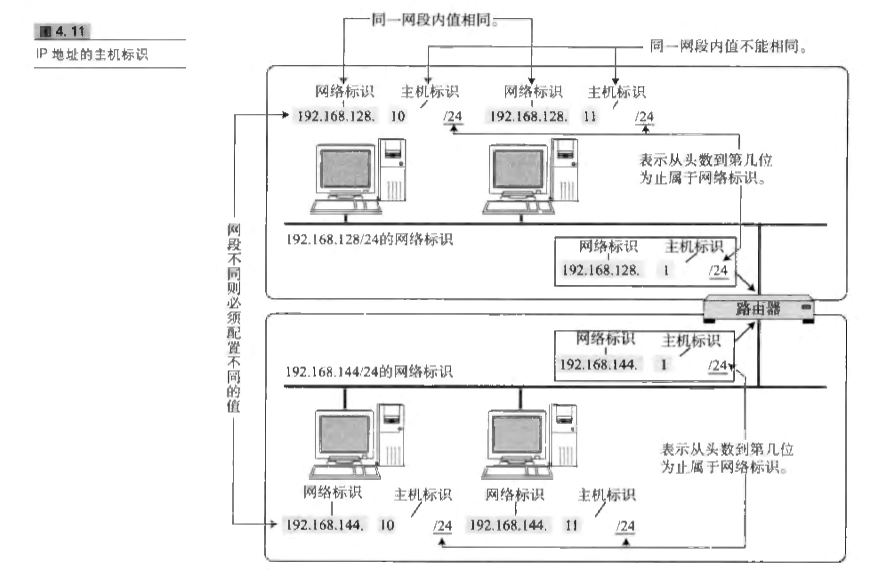 图 4. 11
IP 地址的主机标识
同一网段内值相同。
同一网段内值不能相同。
网络标识 主机标识 网络标识 主机标识
192.168.128. 10 /24 192.168.128. 11 /24
表示从头数到第几位
为止属于网络标识。
192.168.128/24的网络标识
网络标识 主机标识
192.168.128. 1 /24
路由器
网段不同则必须配置不同的值
网络标识 主机标识
192.168.144. 1 /24
192.168.144/24的网络标识
表示从头数到第几位
为止属于网络标识。
网络标识 主机标识 网络标识 主机标识
192.168.144. 10 /24 192.168.144. 11 /24